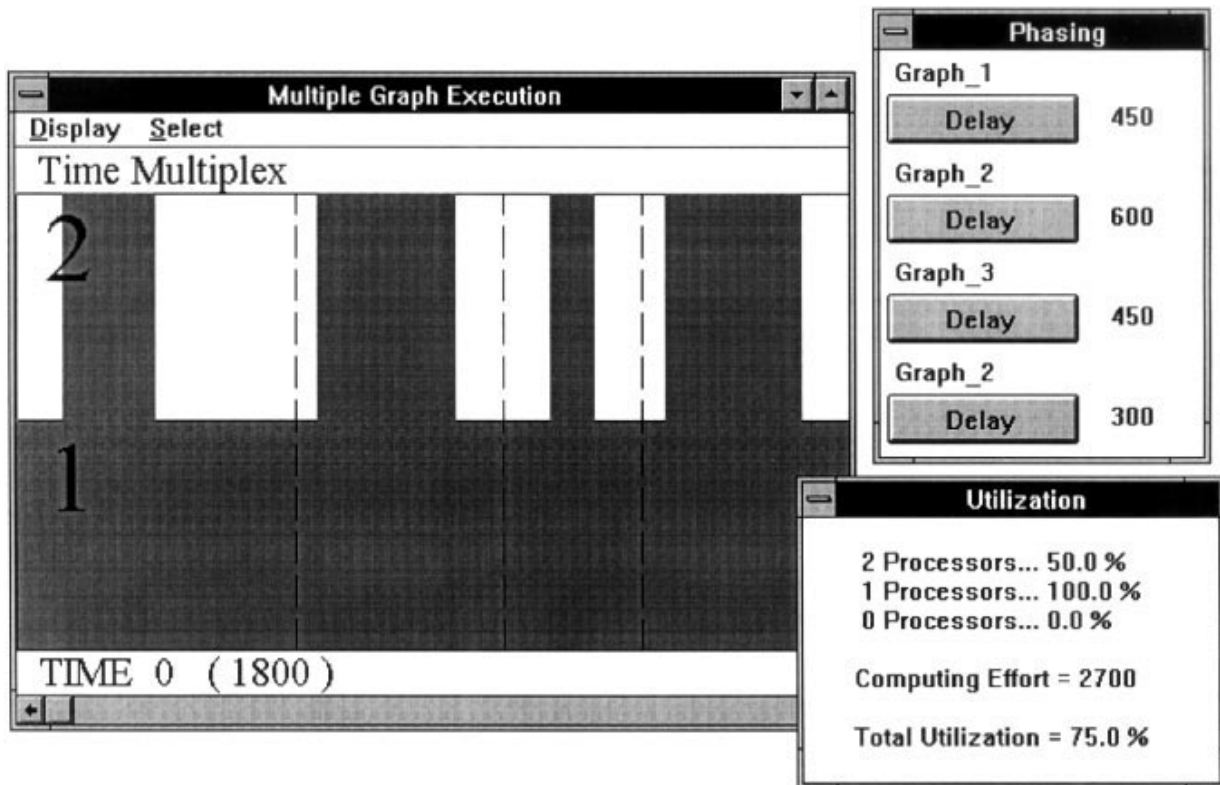 Multiple Graph Execution
Display Select
Time Multiplex
2
1
TIME 0 ( 1800 )
Phasing
Graph_1
Delay 450
Graph_2
Delay 600
Graph_3
Delay 450
Graph_2
Delay 300
Utilization
2 Processors... 50.0 %
1 Processors... 100.0 %
0 Processors... 0.0 %
Computing Effort = 2700
Total Utilization = 75.0 %